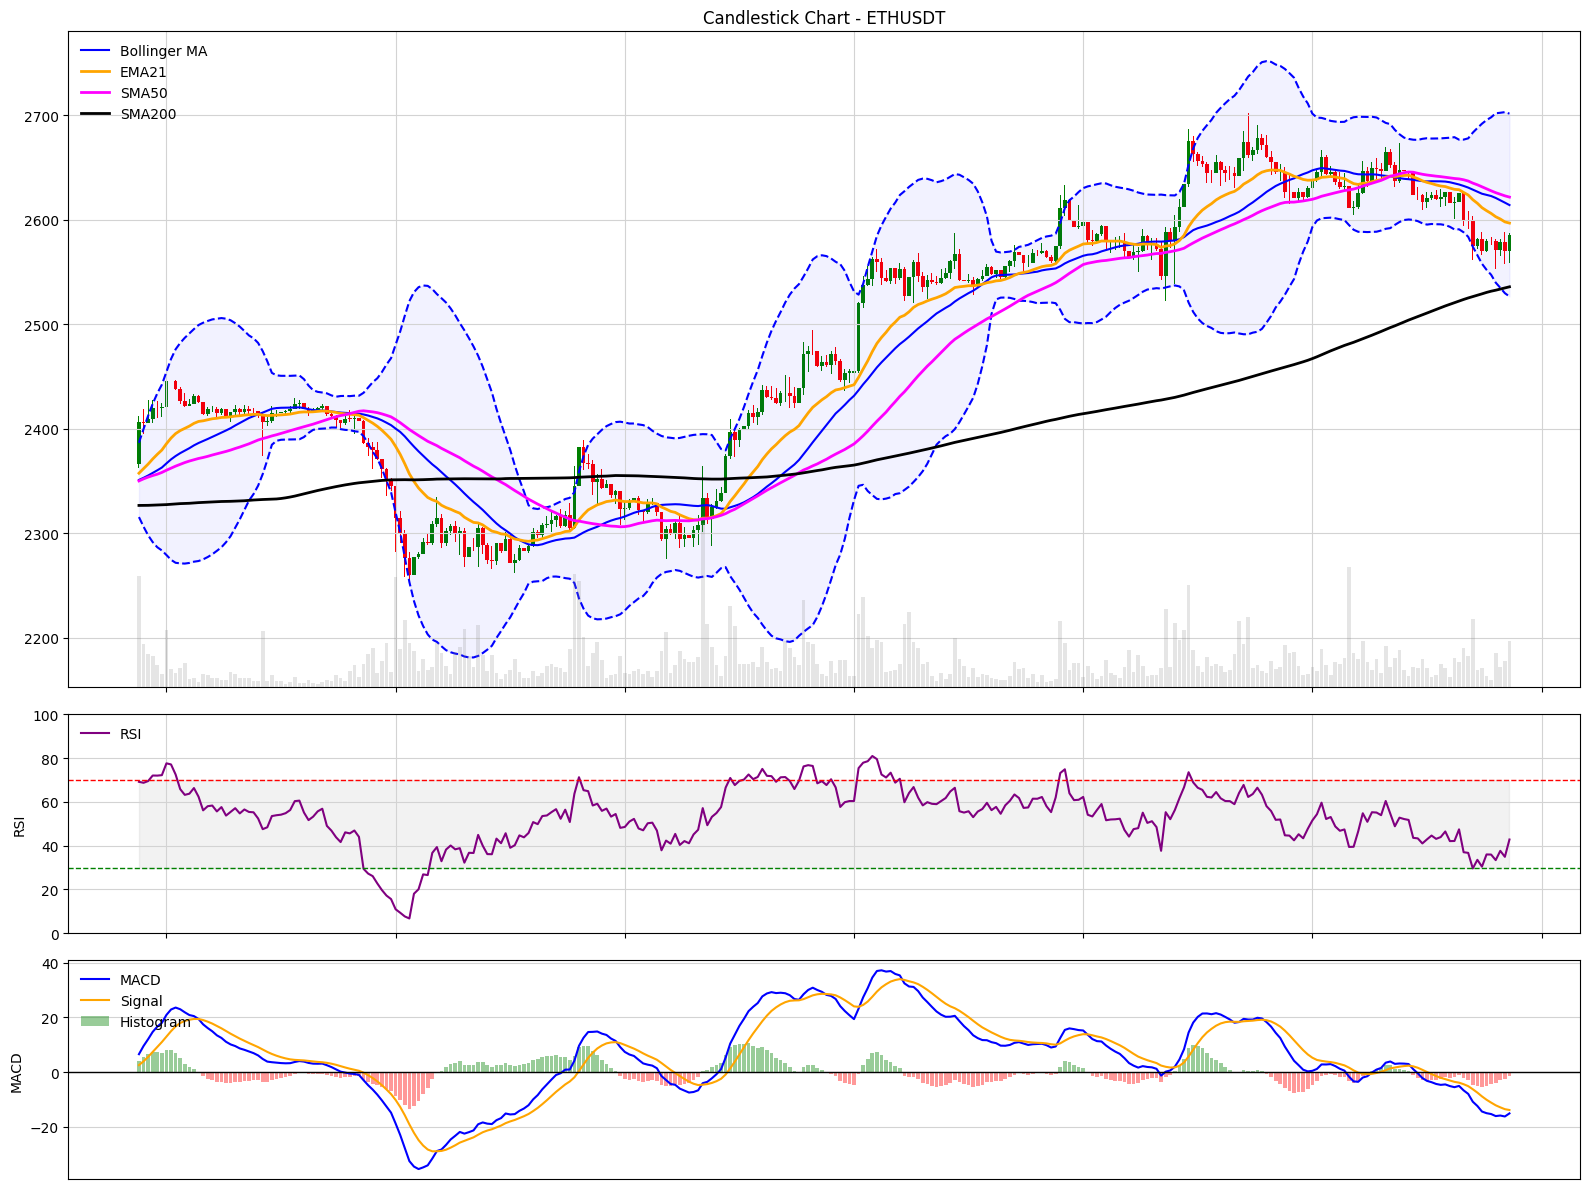 Candlestick Chart - ETHUSDT
Bollinger MA
EMA21
SMA50
SMA200
2700
2600
2500
2400
2300
2200
RSI
100
80
60
40
20
0
RSI
MACD
Signal
Histogram
40
20
0
−20
MACD